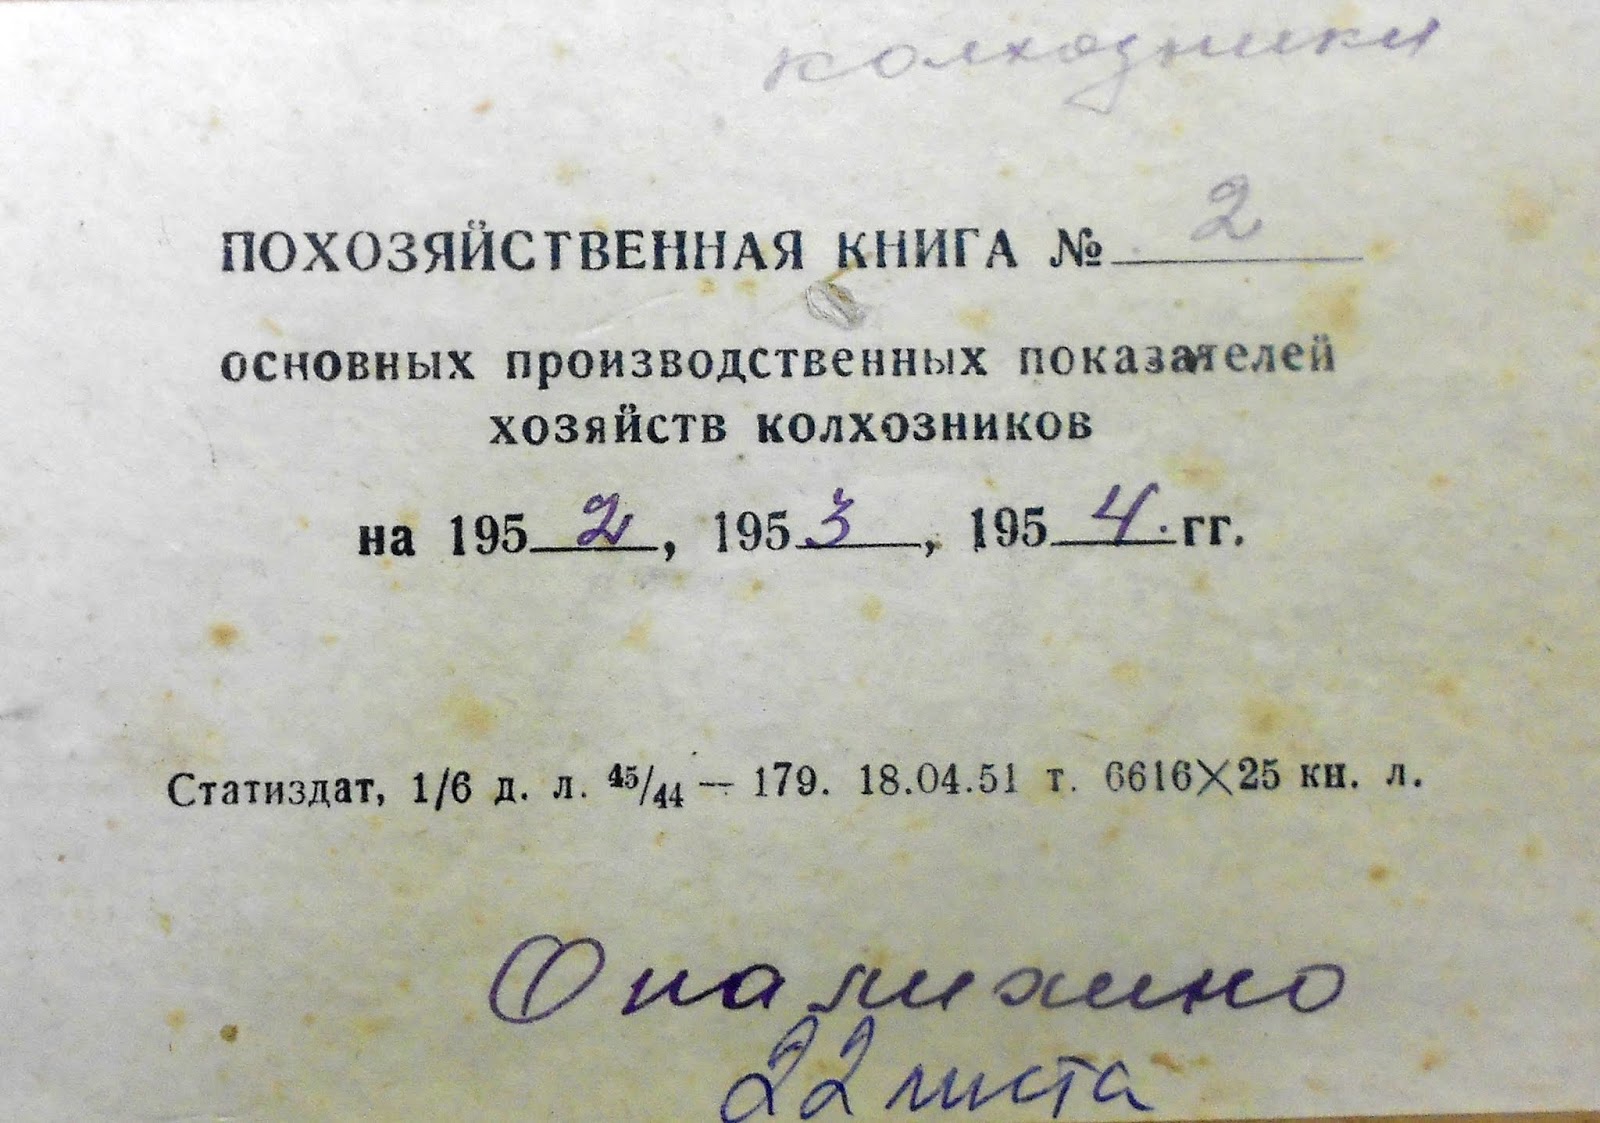 колхозники
ПОХОЗЯЙСТВЕННАЯ КНИГА № 2
основных производственных показателей
хозяйств колхозников
на 1952, 1953, 1954 гг.
Статиздат, 1/6 д. л. 45/44 — 179. 18.04.51 т. 6616×25 кн. л.
Опалихино
22 листа